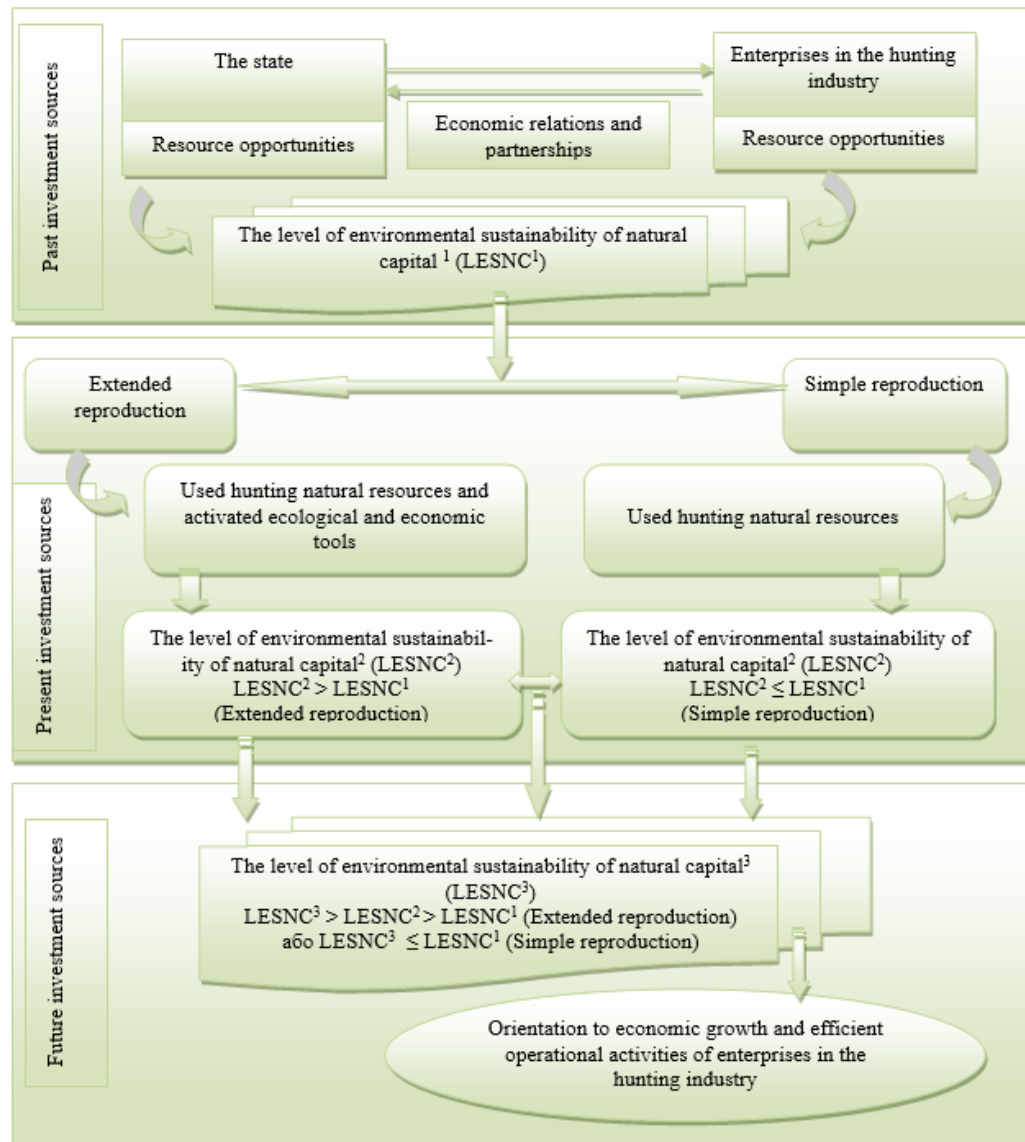 Past investment sources
The state
Resource opportunities
Enterprises in the hunting
industry
Resource opportunities
Economic relations and
partnerships
The level of environmental sustainability of natural
capital ¹ (LESNC¹)
Present investment sources
Extended
reproduction
Simple reproduction
Used hunting natural resources and
activated ecological and economic
tools
Used hunting natural resources
The level of environmental sustainabil-
ity of natural capital² (LESNC²)
LESNC² > LESNC¹
(Extended reproduction)
The level of environmental sustainability of
natural capital² (LESNC²)
LESNC² ≤ LESNC¹
(Simple reproduction)
Future investment sources
The level of environmental sustainability of natural capital³
(LESNC³)
LESNC³ > LESNC² > LESNC¹ (Extended reproduction)
або LESNC³ ≤ LESNC¹ (Simple reproduction)
Orientation to economic growth and efficient
operational activities of enterprises in the
hunting industry